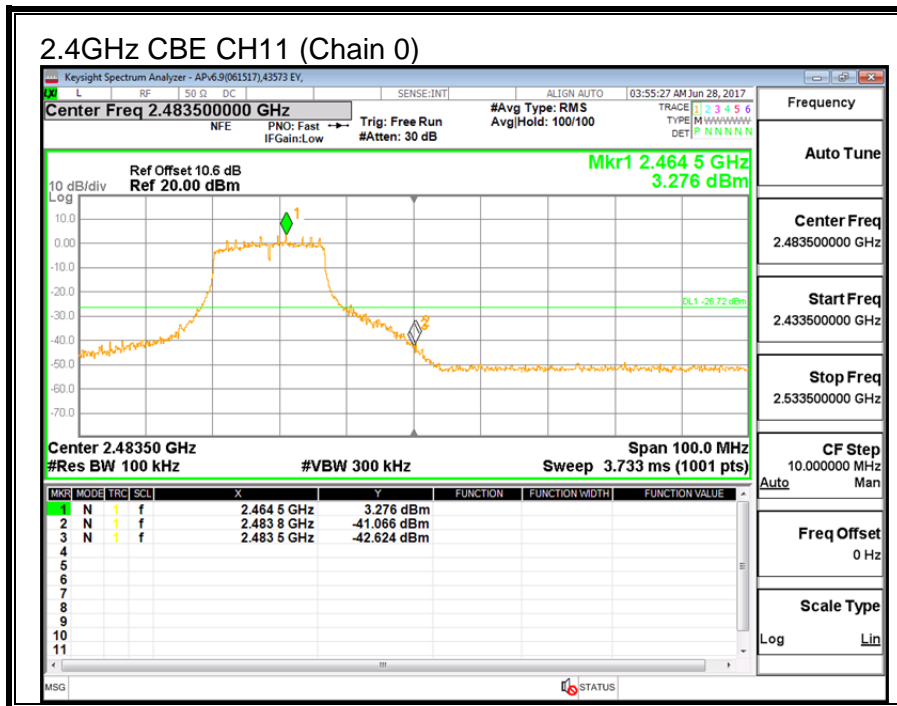 2.4GHz CBE CH11 (Chain 0)
Keysight Spectrum Analyzer - APv6.9(061517),43573 EY,
LXI L RF 50 Ω DC SENSE:INT ALIGN AUTO 03:55:27 AM Jun 28, 2017
Center Freq 2.483500000 GHz
NFE
PNO: Fast
IFGain:Low
Trig: Free Run
#Atten: 30 dB
#Avg Type: RMS
Avg|Hold: 100/100
TRACE 1 2 3 4 5 6
TYPE M WWWWW
DET P N N N N N
Ref Offset 10.6 dB
Ref 20.00 dBm
10 dB/div
Log
Mkr1 2.464 5 GHz
3.276 dBm
10.0
0.00
-10.0
-20.0
-30.0
-40.0
-50.0
-60.0
-70.0
1
DL1 -26.72 dBm
Center 2.48350 GHz
Span 100.0 MHz
#Res BW 100 kHz
#VBW 300 kHz
Sweep 3.733 ms (1001 pts)
MKR MODE TRC SCL X Y FUNCTION FUNCTION WIDTH FUNCTION VALUE
1 N 1 f 2.464 5 GHz 3.276 dBm
2 N 1 f 2.483 8 GHz -41.066 dBm
3 N 1 f 2.483 5 GHz -42.624 dBm
4
5
6
7
8
9
10
11
MSG
STATUS
Frequency
Auto Tune
Center Freq
2.483500000 GHz
Start Freq
2.433500000 GHz
Stop Freq
2.533500000 GHz
CF Step
10.000000 MHz
Auto Man
Freq Offset
0 Hz
Scale Type
Log Lin